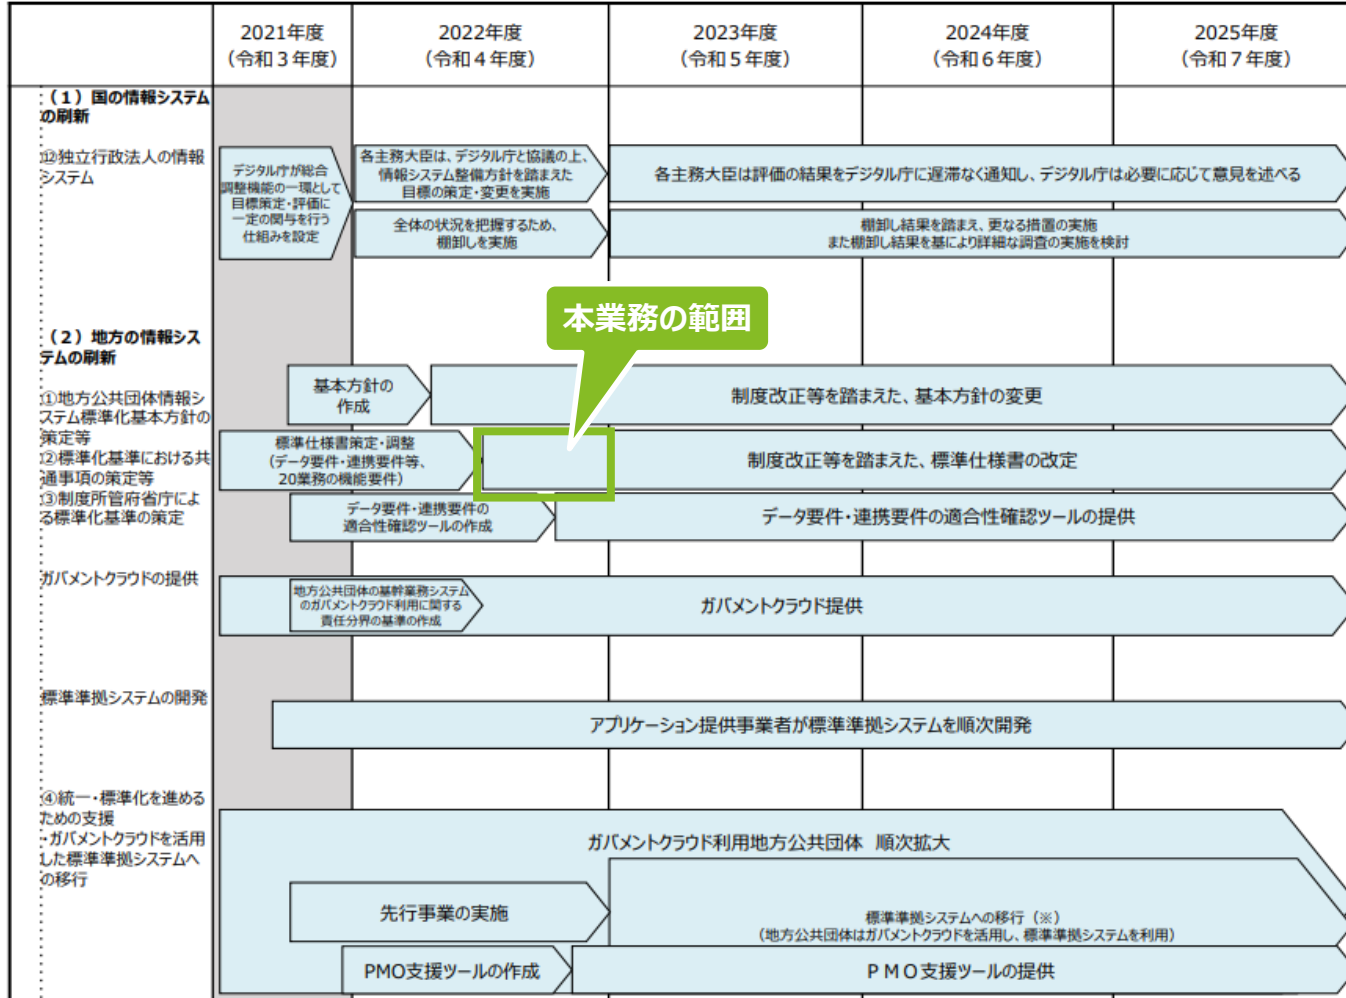 2021年度
（令和３年度）
2022年度
（令和４年度）
2023年度
（令和５年度）
2024年度
（令和６年度）
2025年度
（令和７年度）
（１）国の情報システム
の刷新
⑫独立行政法人の情報
システム
デジタル庁が総合
調整機能の一環として
目標策定・評価に
一定の関与を行う
仕組みを設定
各主務大臣は、デジタル庁と協議の上、
情報システム整備方針を踏まえた
目標の策定・変更を実施
各主務大臣は評価の結果をデジタル庁に遅滞なく通知し、デジタル庁は必要に応じて意見を述べる
全体の状況を把握するため、
棚卸しを実施
棚卸し結果を踏まえ、更なる措置の実施
また棚卸し結果を基により詳細な調査の実施を検討
本業務の範囲
（２）地方の情報シス
テムの刷新
①地方公共団体情報シ
ステム標準化基本方針の
策定等
②標準化基準における共
通事項の策定等
③制度所管府省庁によ
る標準化基準の策定
基本方針の
作成
制度改正等を踏まえた、基本方針の変更
標準仕様書策定・調整
（データ要件・連携要件等、
20業務の機能要件）
制度改正等を踏まえた、標準仕様書の改定
データ要件・連携要件の
適合性確認ツールの作成
データ要件・連携要件の適合性確認ツールの提供
ガバメントクラウドの提供
地方公共団体の基幹業務システム
のガバメントクラウド利用に関する
責任分界の基準の作成
ガバメントクラウド提供
標準準拠システムの開発
アプリケーション提供事業者が標準準拠システムを順次開発
④統一・標準化を進める
ための支援
・ガバメントクラウドを活用
した標準準拠システムへ
の移行
ガバメントクラウド利用地方公共団体 順次拡大
先行事業の実施
標準準拠システムへの移行（※）
（地方公共団体はガバメントクラウドを活用し、標準準拠システムを利用）
PMO支援ツールの作成
ＰＭＯ支援ツールの提供